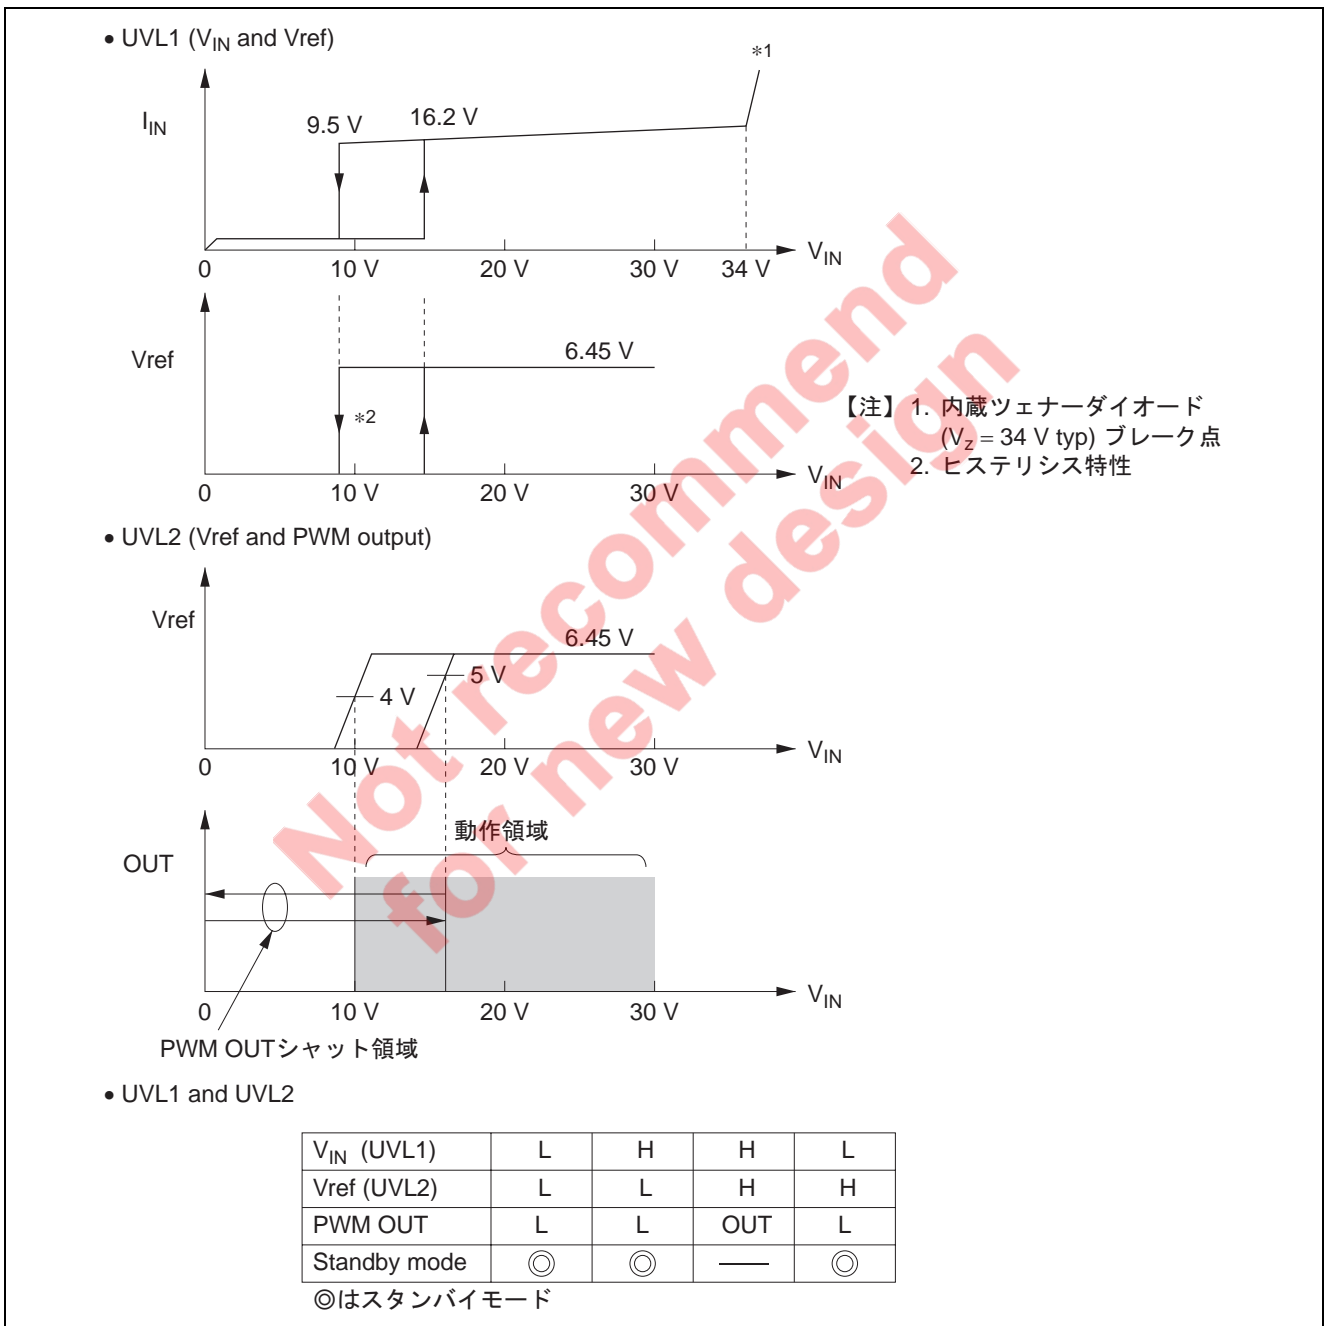 • UVL1 (VIN and Vref)
*1
IIN
9.5 V
16.2 V
0
10 V
20 V
30 V
34 V
VIN
Vref
6.45 V
*2
0
10 V
20 V
30 V
VIN
【注】 1. 内蔵ツェナーダイオード
(Vz = 34 V typ) ブレーク点
2. ヒステリシス特性
• UVL2 (Vref and PWM output)
Vref
6.45 V
5 V
4 V
0
10 V
20 V
30 V
VIN
動作領域
OUT
0
10 V
20 V
30 V
VIN
PWM OUTシャット領域
• UVL1 and UVL2
VIN (UVL1) L H H L
Vref (UVL2) L L H H
PWM OUT L L OUT L
Standby mode ◎ ◎ — ◎
◎はスタンバイモード
Not recommend
for new design